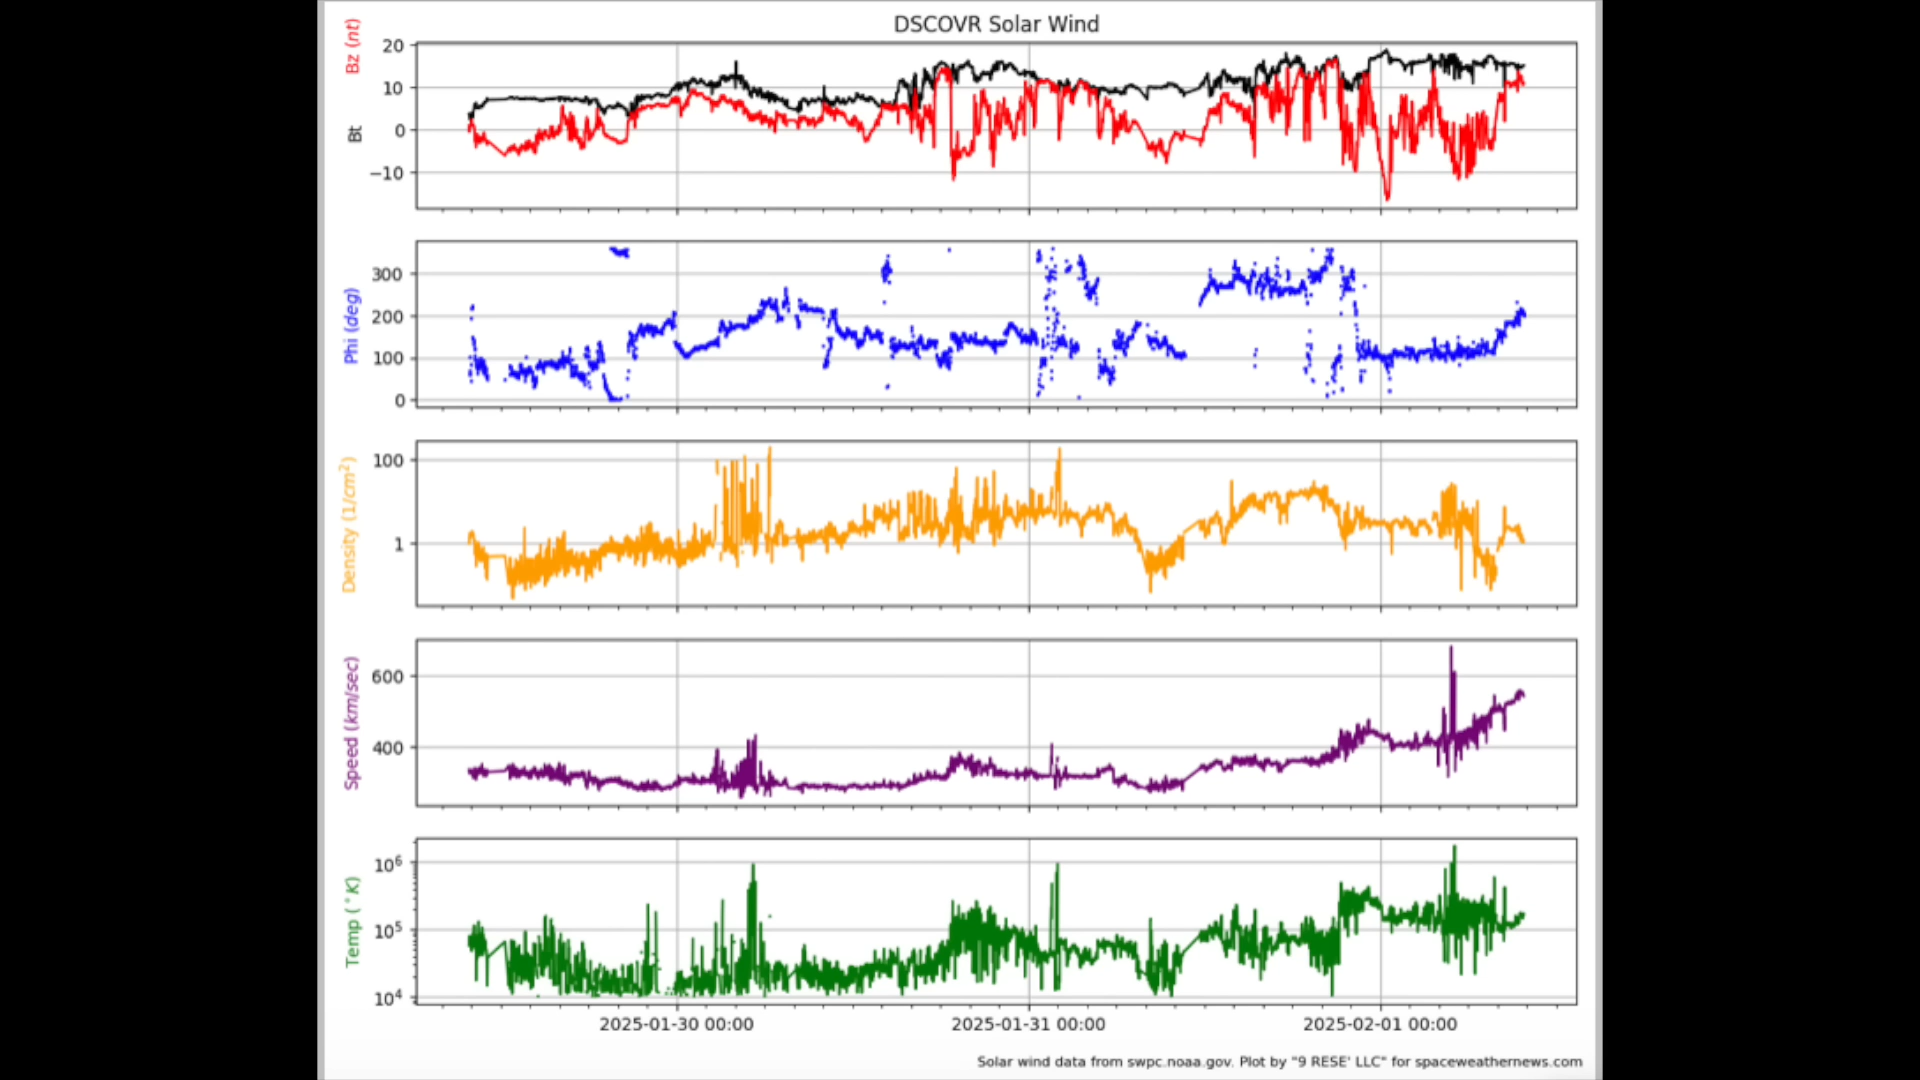 DSCOVR Solar Wind
Bz (nt)
Bt
20
10
0
−10
Phi (deg)
300
200
100
0
Density (1/cm²)
100
1
Speed (km/sec)
600
400
Temp (°K)
10⁶
10⁵
10⁴
2025-01-30 00:00 2025-01-31 00:00 2025-02-01 00:00
Solar wind data from swpc.noaa.gov. Plot by "9 RESE' LLC" for spaceweathernews.com